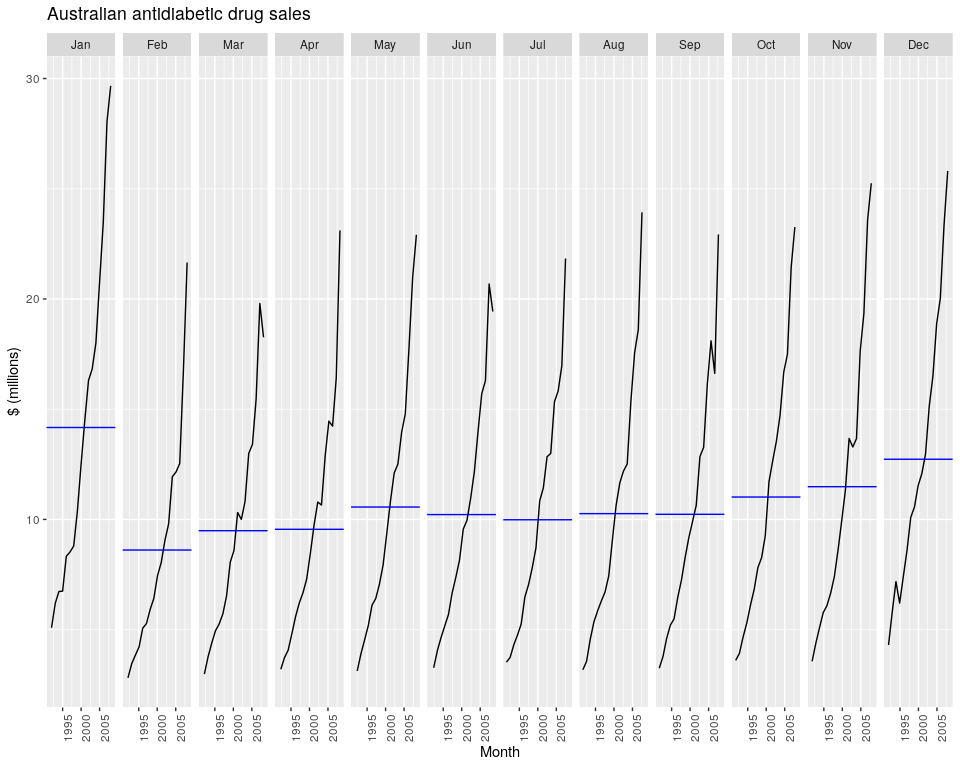 Australian antidiabetic drug sales
Jan Feb Mar Apr May Jun Jul Aug Sep Oct Nov Dec
30
20
10
$ (millions)
1995 2000 2005 1995 2000 2005 1995 2000 2005 1995 2000 2005 1995 2000 2005 1995 2000 2005 1995 2000 2005 1995 2000 2005 1995 2000 2005 1995 2000 2005 1995 2000 2005 1995 2000 2005
Month